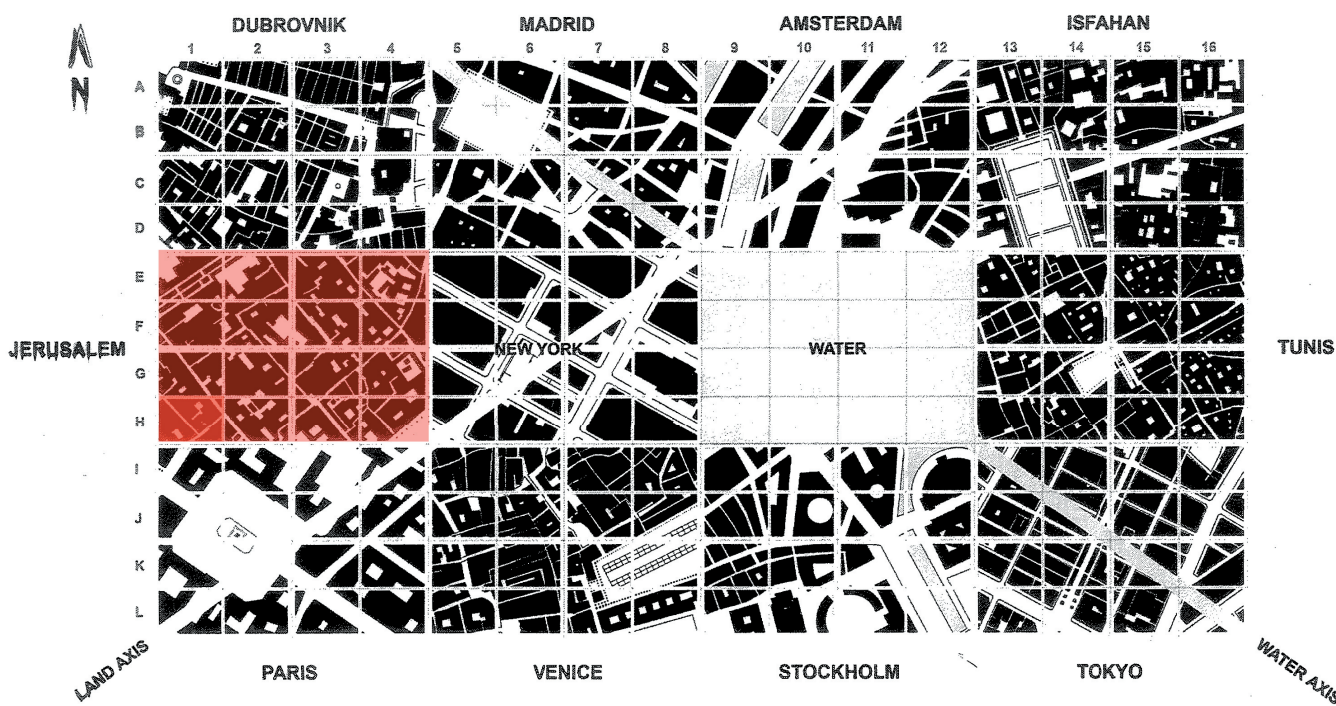 DUBROVNIK MADRID AMSTERDAM ISFAHAN
1 2 3 4 5 6 7 8 9 10 11 12 13 14 15 16
A
B
C
D
E
F
JERUSALEM NEW YORK WATER TUNIS
G
H
I
J
K
L
LAND AXIS
PARIS VENICE STOCKHOLM TOKYO
WATER AXIS
N